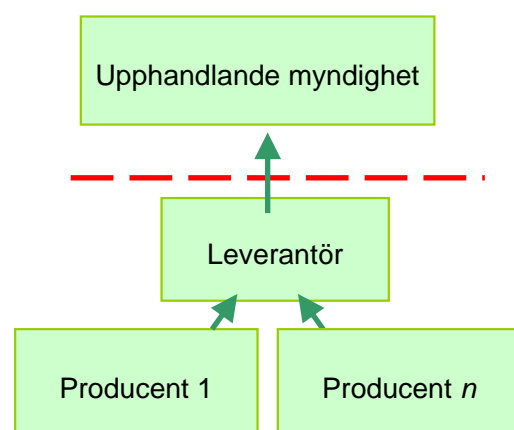 Upphandlande myndighet
Leverantör
Producent 1
Producent n